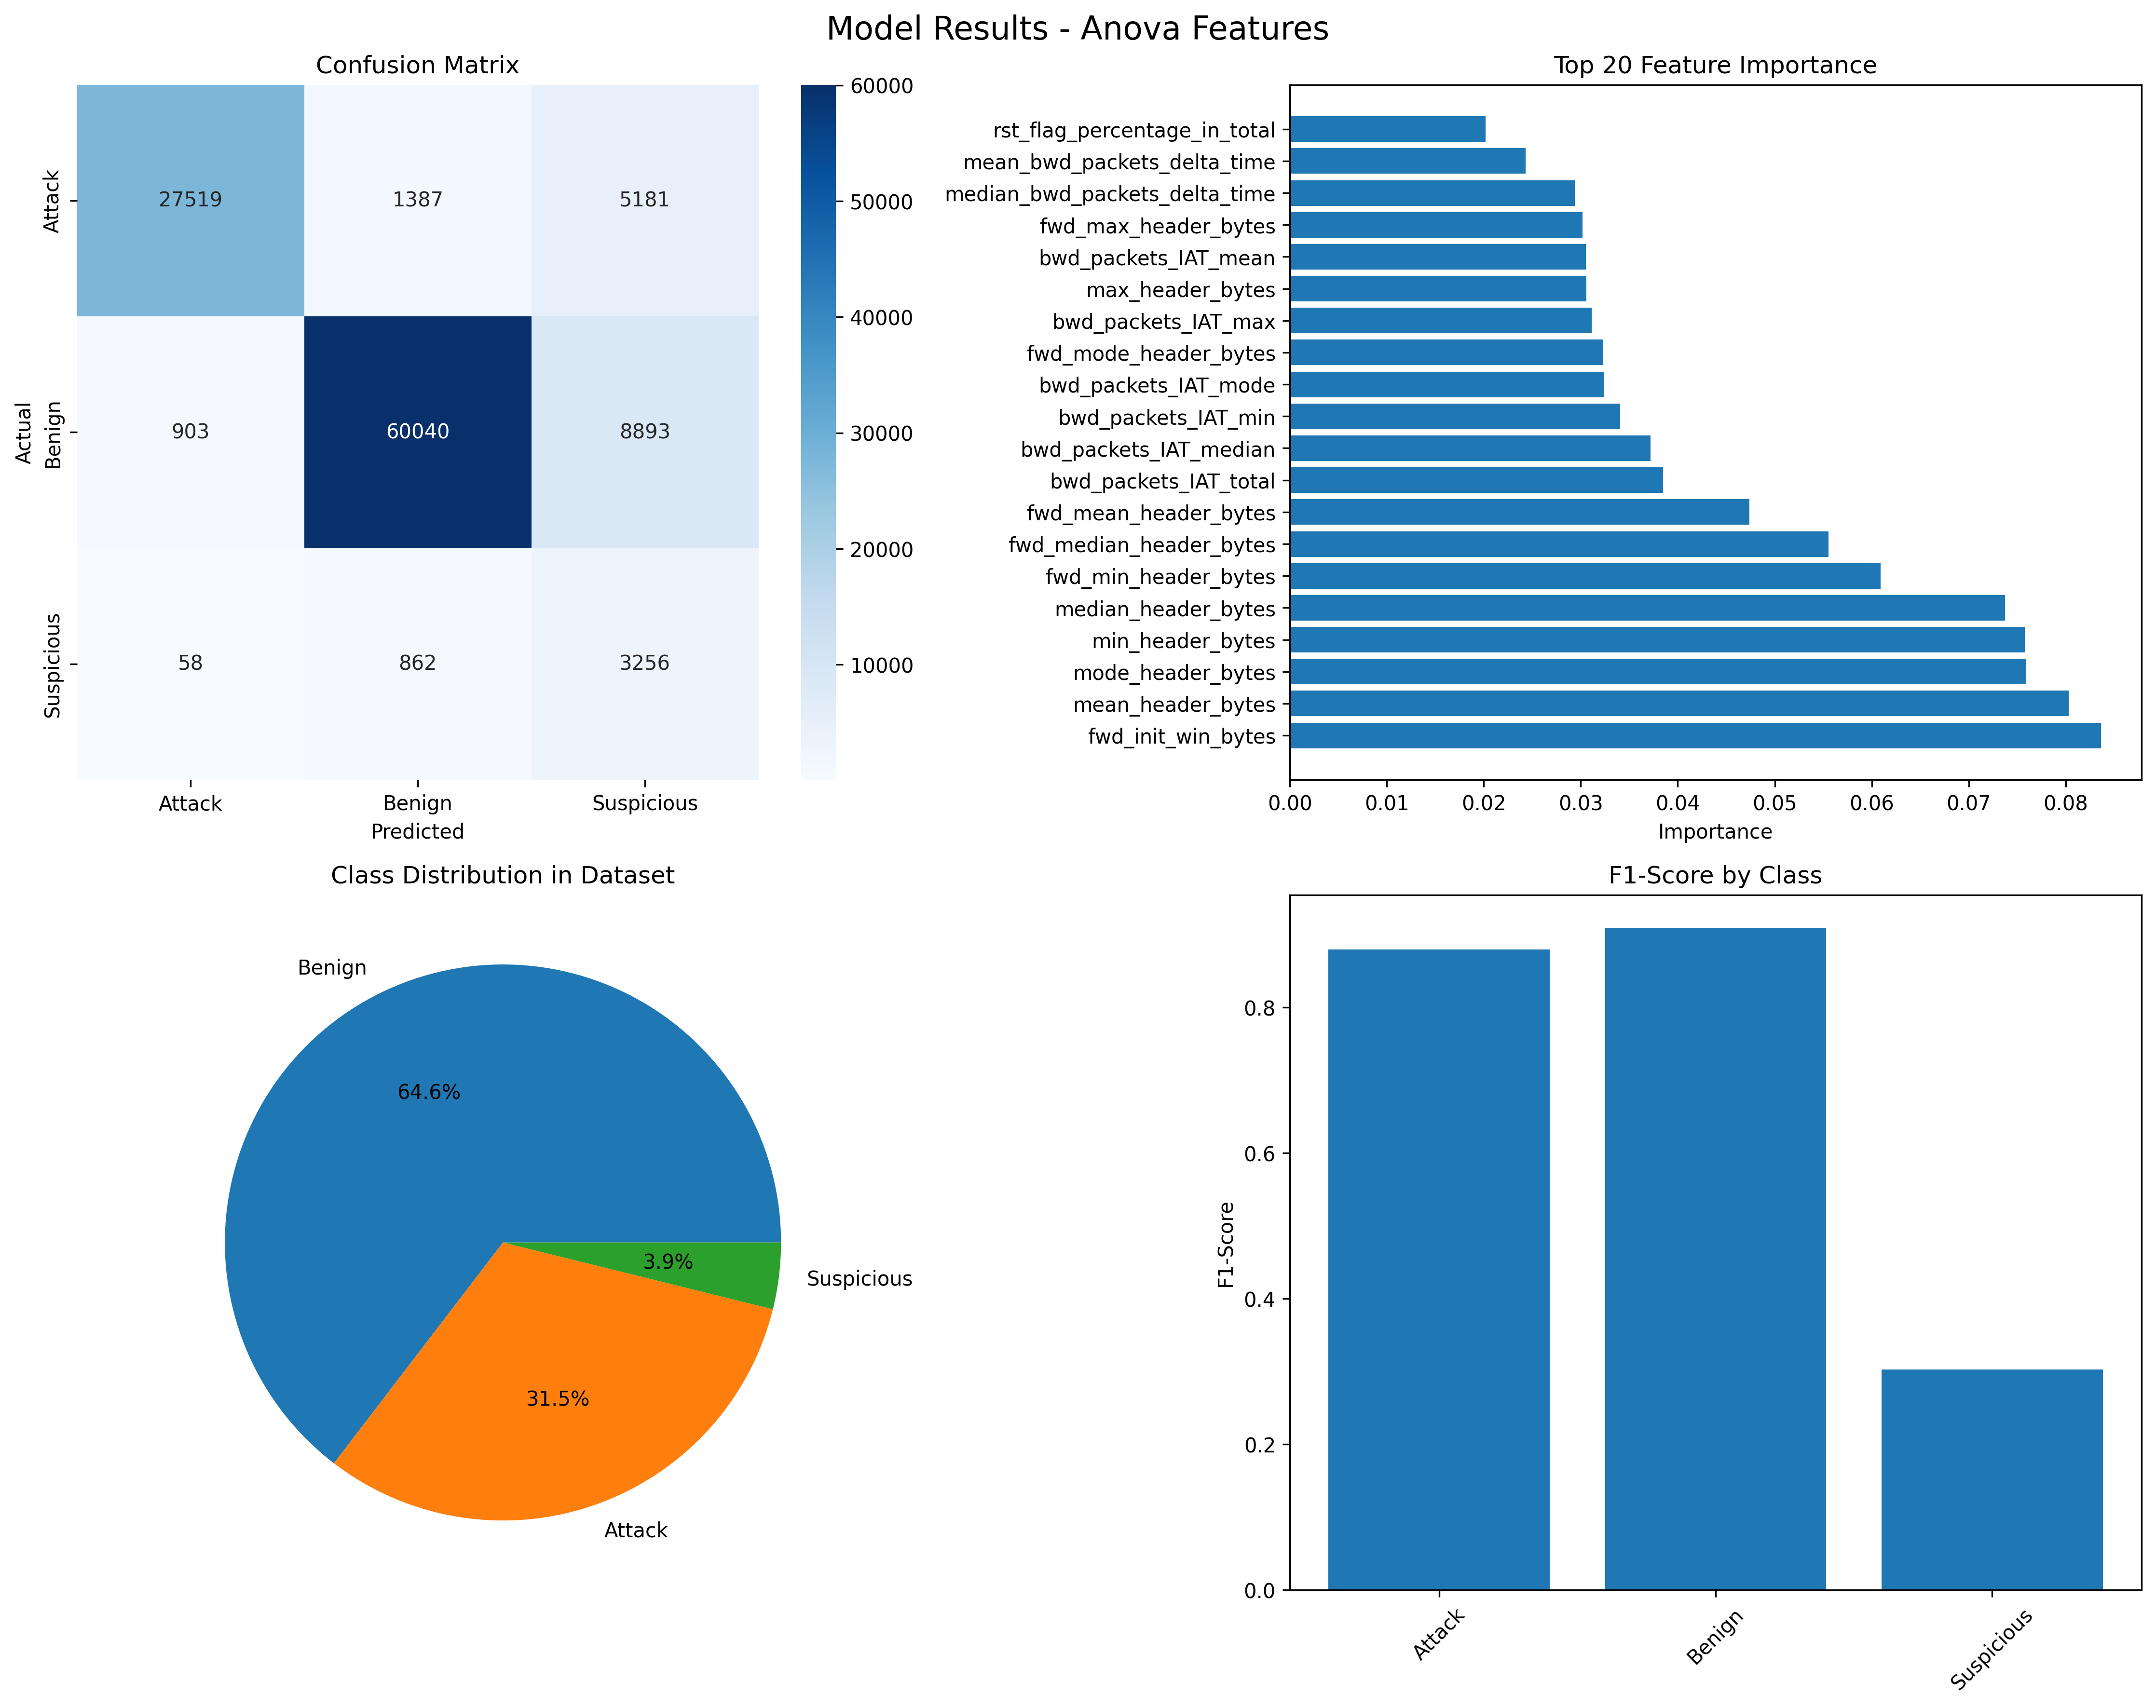 Model Results - Anova Features
Confusion Matrix
Actual
Attack
Benign
Suspicious
27519 1387 5181
903 60040 8893
58 862 3256
Attack Benign Suspicious
Predicted
60000
50000
40000
30000
20000
10000
Top 20 Feature Importance
rst_flag_percentage_in_total
mean_bwd_packets_delta_time
median_bwd_packets_delta_time
fwd_max_header_bytes
bwd_packets_IAT_mean
max_header_bytes
bwd_packets_IAT_max
fwd_mode_header_bytes
bwd_packets_IAT_mode
bwd_packets_IAT_min
bwd_packets_IAT_median
bwd_packets_IAT_total
fwd_mean_header_bytes
fwd_median_header_bytes
fwd_min_header_bytes
median_header_bytes
min_header_bytes
mode_header_bytes
mean_header_bytes
fwd_init_win_bytes
0.00 0.01 0.02 0.03 0.04 0.05 0.06 0.07 0.08
Importance
Class Distribution in Dataset
Benign
64.6%
3.9%
Suspicious
31.5%
Attack
F1-Score by Class
F1-Score
0.8
0.6
0.4
0.2
0.0
Attack Benign Suspicious